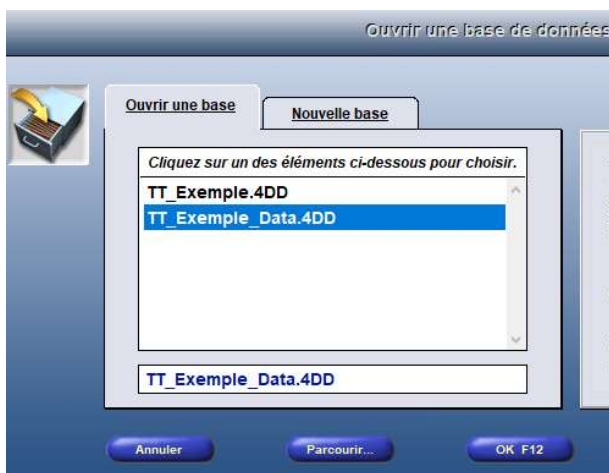 Ouvrir une base de données
Ouvrir une base
Nouvelle base
Cliquez sur un des éléments ci-dessous pour choisir.
TT_Exemple.4DD
TT_Exemple_Data.4DD
TT_Exemple_Data.4DD
Annuler
Parcourir...
OK F12